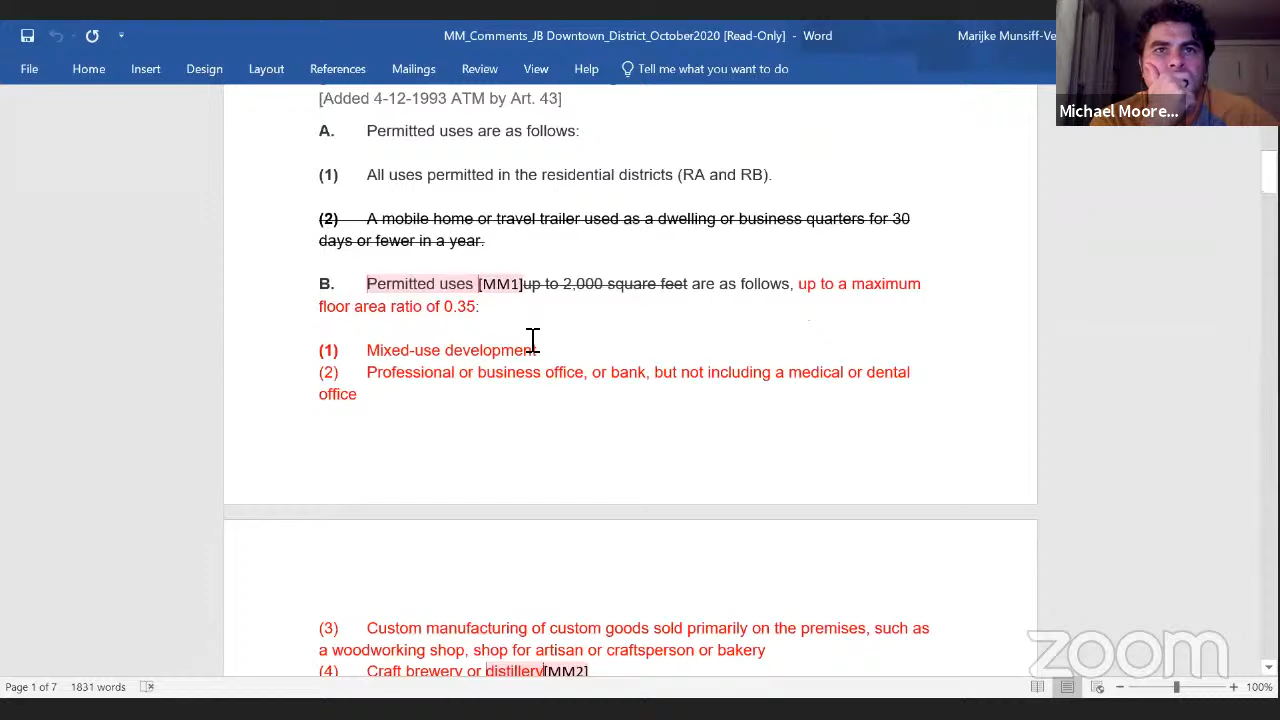 MM_Comments_JB Downtown_District_October2020 [Read-Only] - Word
Marijke Munsiff-Ve
File Home Insert Design Layout References Mailings Review View Help Tell me what you want to do
Michael Moore...
[Added 4-12-1993 ATM by Art. 43]
A. Permitted uses are as follows:
(1) All uses permitted in the residential districts (RA and RB).
(2) A mobile home or travel trailer used as a dwelling or business quarters for 30
days or fewer in a year.
B. Permitted uses [MM1]up to 2,000 square feet are as follows, up to a maximum
floor area ratio of 0.35:
(1) Mixed-use development
(2) Professional or business office, or bank, but not including a medical or dental
office
(3) Custom manufacturing of custom goods sold primarily on the premises, such as
a woodworking shop, shop for artisan or craftsperson or bakery
(4) Craft brewery or distillery[MM2]
zoom
Page 1 of 7 1831 words
100%